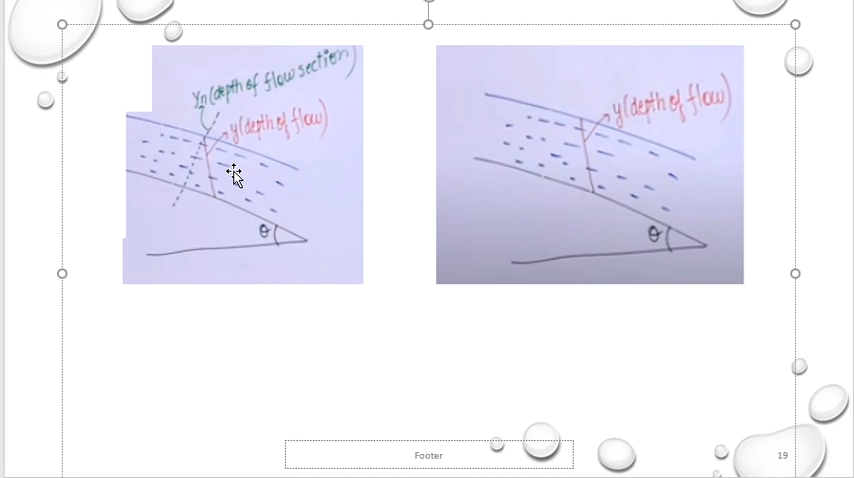 yn(depth of flow section)
y(depth of flow)
θ
y(depth of flow)
θ
Footer
19